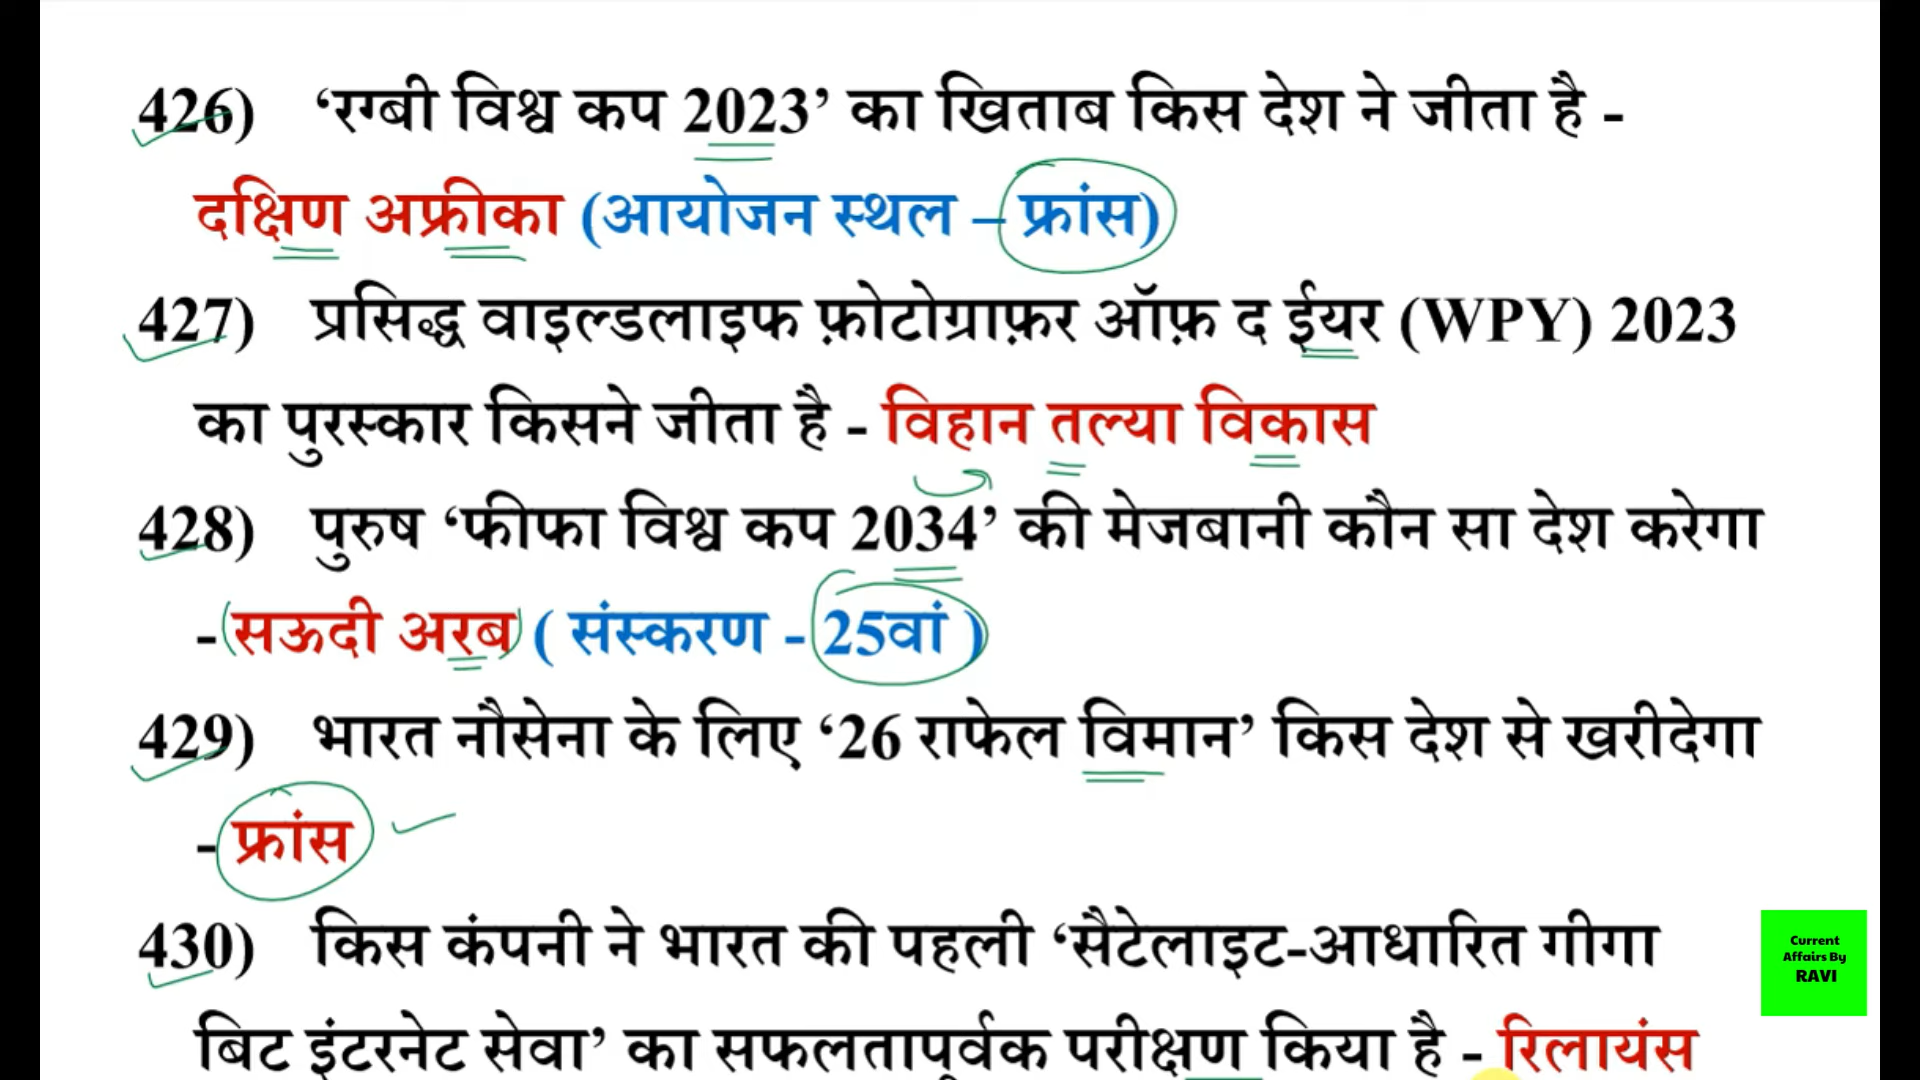 426) ‘रग्बी विश्व कप 2023’ का खिताब किस देश ने जीता है -
दक्षिण अफ्रीका (आयोजन स्थल – फ्रांस)
427) प्रसिद्ध वाइल्डलाइफ फ़ोटोग्राफ़र ऑफ़ द ईयर (WPY) 2023
का पुरस्कार किसने जीता है - विहान तल्या विकास
428) पुरुष ‘फीफा विश्व कप 2034’ की मेजबानी कौन सा देश करेगा
- सऊदी अरब ( संस्करण - 25वां )
429) भारत नौसेना के लिए ‘26 राफेल विमान’ किस देश से खरीदेगा
- फ्रांस
430) किस कंपनी ने भारत की पहली ‘सैटेलाइट-आधारित गीगा
बिट इंटरनेट सेवा’ का सफलतापूर्वक परीक्षण किया है - रिलायंस
Current
Affairs By
RAVI